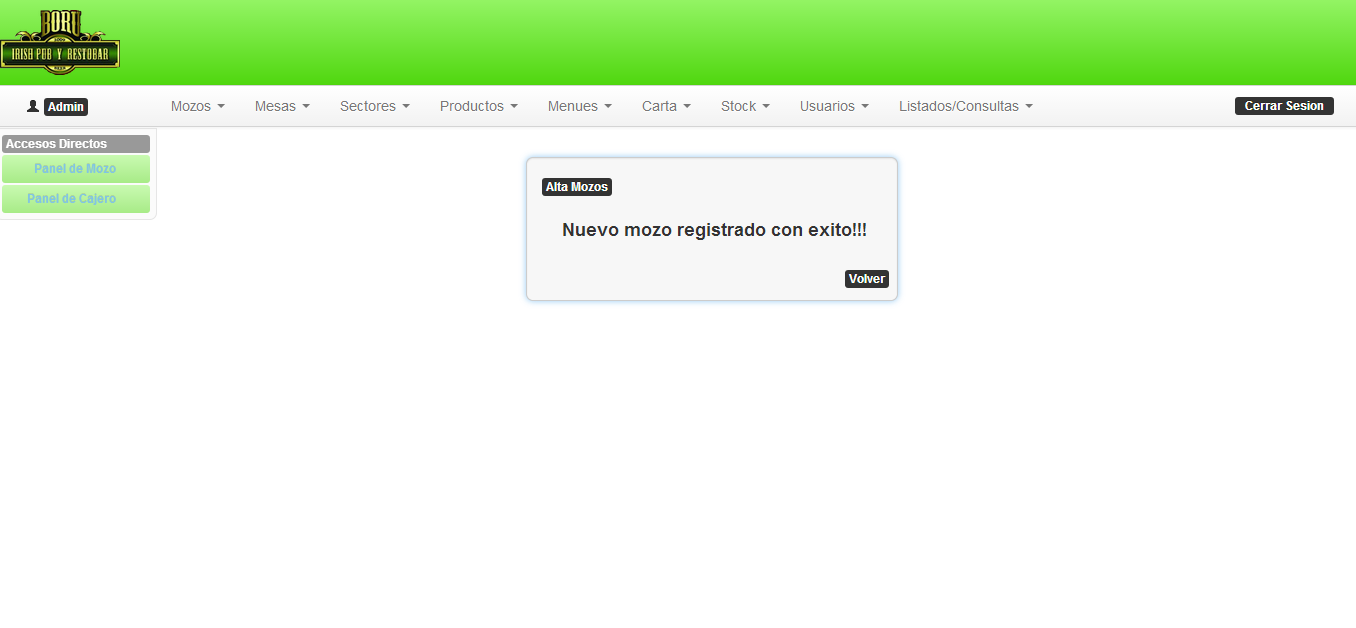 BORU
IRISH PUB Y RESTOBAR
Admin
Mozos
Mesas
Sectores
Productos
Menues
Carta
Stock
Usuarios
Listados/Consultas
Cerrar Sesion
Accesos Directos
Panel de Mozo
Panel de Cajero
Alta Mozos
Nuevo mozo registrado con exito!!!
Volver